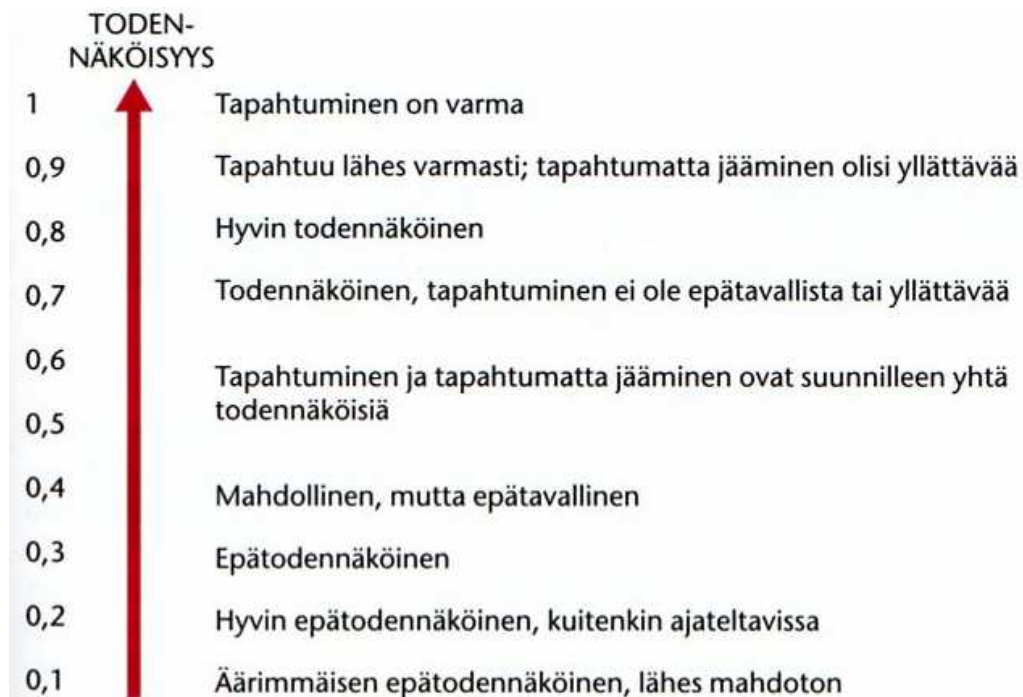 TODEN-
NÄKÖISYYS
1 Tapahtuminen on varma
0,9 Tapahtuu lähes varmasti; tapahtumatta jääminen olisi yllättävää
0,8 Hyvin todennäköinen
0,7 Todennäköinen, tapahtuminen ei ole epätavallista tai yllättävää
0,6
Tapahtuminen ja tapahtumatta jääminen ovat suunnilleen yhtä
0,5 todennäköisiä
0,4 Mahdollinen, mutta epätavallinen
0,3 Epätodennäköinen
0,2 Hyvin epätodennäköinen, kuitenkin ajateltavissa
0,1 Äärimmäisen epätodennäköinen, lähes mahdoton